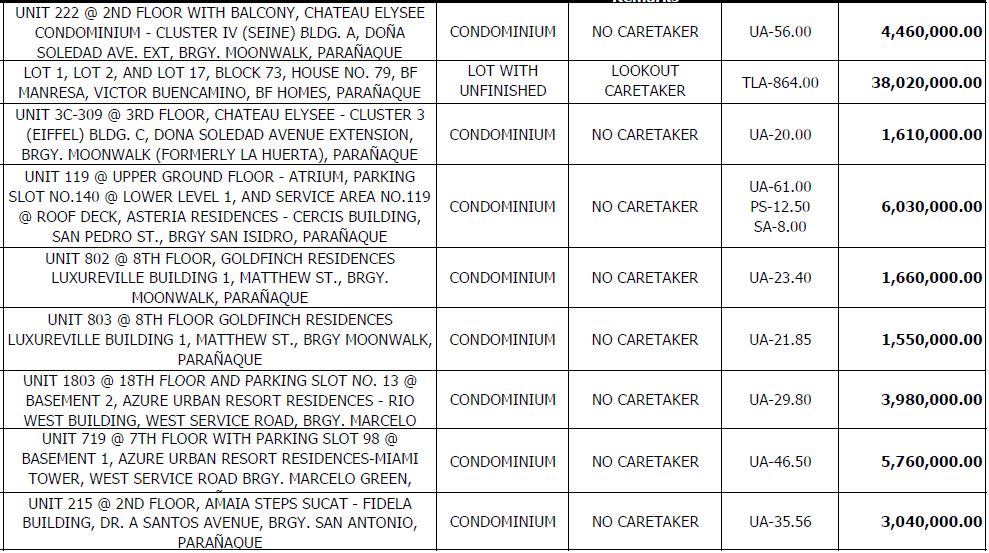 Remarks
UNIT 222 @ 2ND FLOOR WITH BALCONY, CHATEAU ELYSEE
CONDOMINIUM - CLUSTER IV (SEINE) BLDG. A, DOÑA
SOLEDAD AVE. EXT, BRGY. MOONWALK, PARAÑAQUE
CONDOMINIUM
NO CARETAKER
UA-56.00
4,460,000.00
LOT 1, LOT 2, AND LOT 17, BLOCK 73, HOUSE NO. 79, BF
MANRESA, VICTOR BUENCAMINO, BF HOMES, PARAÑAQUE
LOT WITH
UNFINISHED
LOOKOUT
CARETAKER
TLA-864.00
38,020,000.00
UNIT 3C-309 @ 3RD FLOOR, CHATEAU ELYSEE - CLUSTER 3
(EIFFEL) BLDG. C, DONA SOLEDAD AVENUE EXTENSION,
BRGY. MOONWALK (FORMERLY LA HUERTA), PARAÑAQUE
CONDOMINIUM
NO CARETAKER
UA-20.00
1,610,000.00
UNIT 119 @ UPPER GROUND FLOOR - ATRIUM, PARKING
SLOT NO.140 @ LOWER LEVEL 1, AND SERVICE AREA NO.119
@ ROOF DECK, ASTERIA RESIDENCES - CERCIS BUILDING,
SAN PEDRO ST., BRGY SAN ISIDRO, PARAÑAQUE
CONDOMINIUM
NO CARETAKER
UA-61.00
PS-12.50
SA-8.00
6,030,000.00
UNIT 802 @ 8TH FLOOR, GOLDFINCH RESIDENCES
LUXUREVILLE BUILDING 1, MATTHEW ST., BRGY.
MOONWALK, PARAÑAQUE
CONDOMINIUM
NO CARETAKER
UA-23.40
1,660,000.00
UNIT 803 @ 8TH FLOOR GOLDFINCH RESIDENCES
LUXUREVILLE BUILDING 1, MATTHEW ST., BRGY MOONWALK,
PARAÑAQUE
CONDOMINIUM
NO CARETAKER
UA-21.85
1,550,000.00
UNIT 1803 @ 18TH FLOOR AND PARKING SLOT NO. 13 @
BASEMENT 2, AZURE URBAN RESORT RESIDENCES - RIO
WEST BUILDING, WEST SERVICE ROAD, BRGY. MARCELO
CONDOMINIUM
NO CARETAKER
UA-29.80
3,980,000.00
UNIT 719 @ 7TH FLOOR WITH PARKING SLOT 98 @
BASEMENT 1, AZURE URBAN RESORT RESIDENCES-MIAMI
TOWER, WEST SERVICE ROAD BRGY. MARCELO GREEN,
CONDOMINIUM
NO CARETAKER
UA-46.50
5,760,000.00
UNIT 215 @ 2ND FLOOR, AMAIA STEPS SUCAT - FIDELA
BUILDING, DR. A SANTOS AVENUE, BRGY. SAN ANTONIO,
PARAÑAQUE
CONDOMINIUM
NO CARETAKER
UA-35.56
3,040,000.00